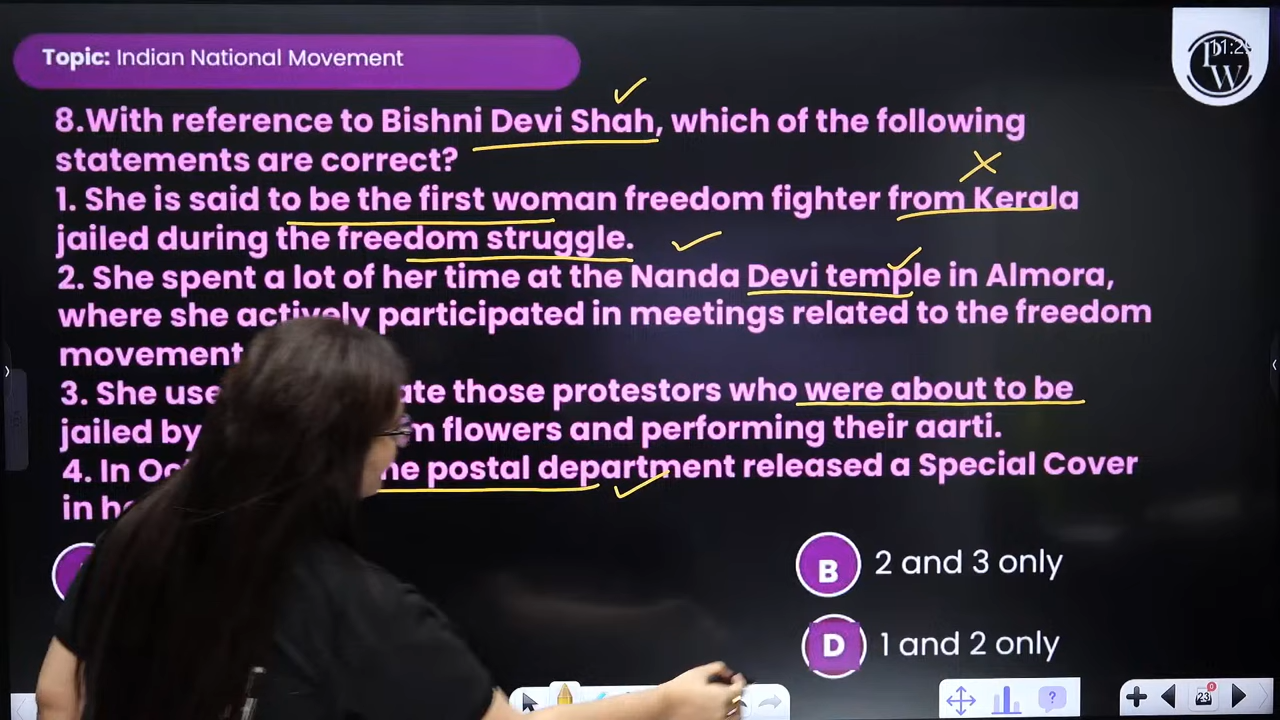 Topic: Indian National Movement
11:2
PW
8.With reference to Bishni Devi Shah, which of the following
statements are correct?
1. She is said to be the first woman freedom fighter from Kerala
jailed during the freedom struggle.
2. She spent a lot of her time at the Nanda Devi temple in Almora,
where she actively participated in meetings related to the freedom
movement
3. She those protestors who were about to be
jailed by flowers and performing their aarti.
4. In postal department released a Special Cover
in
B 2 and 3 only
D 1 and 2 only
23